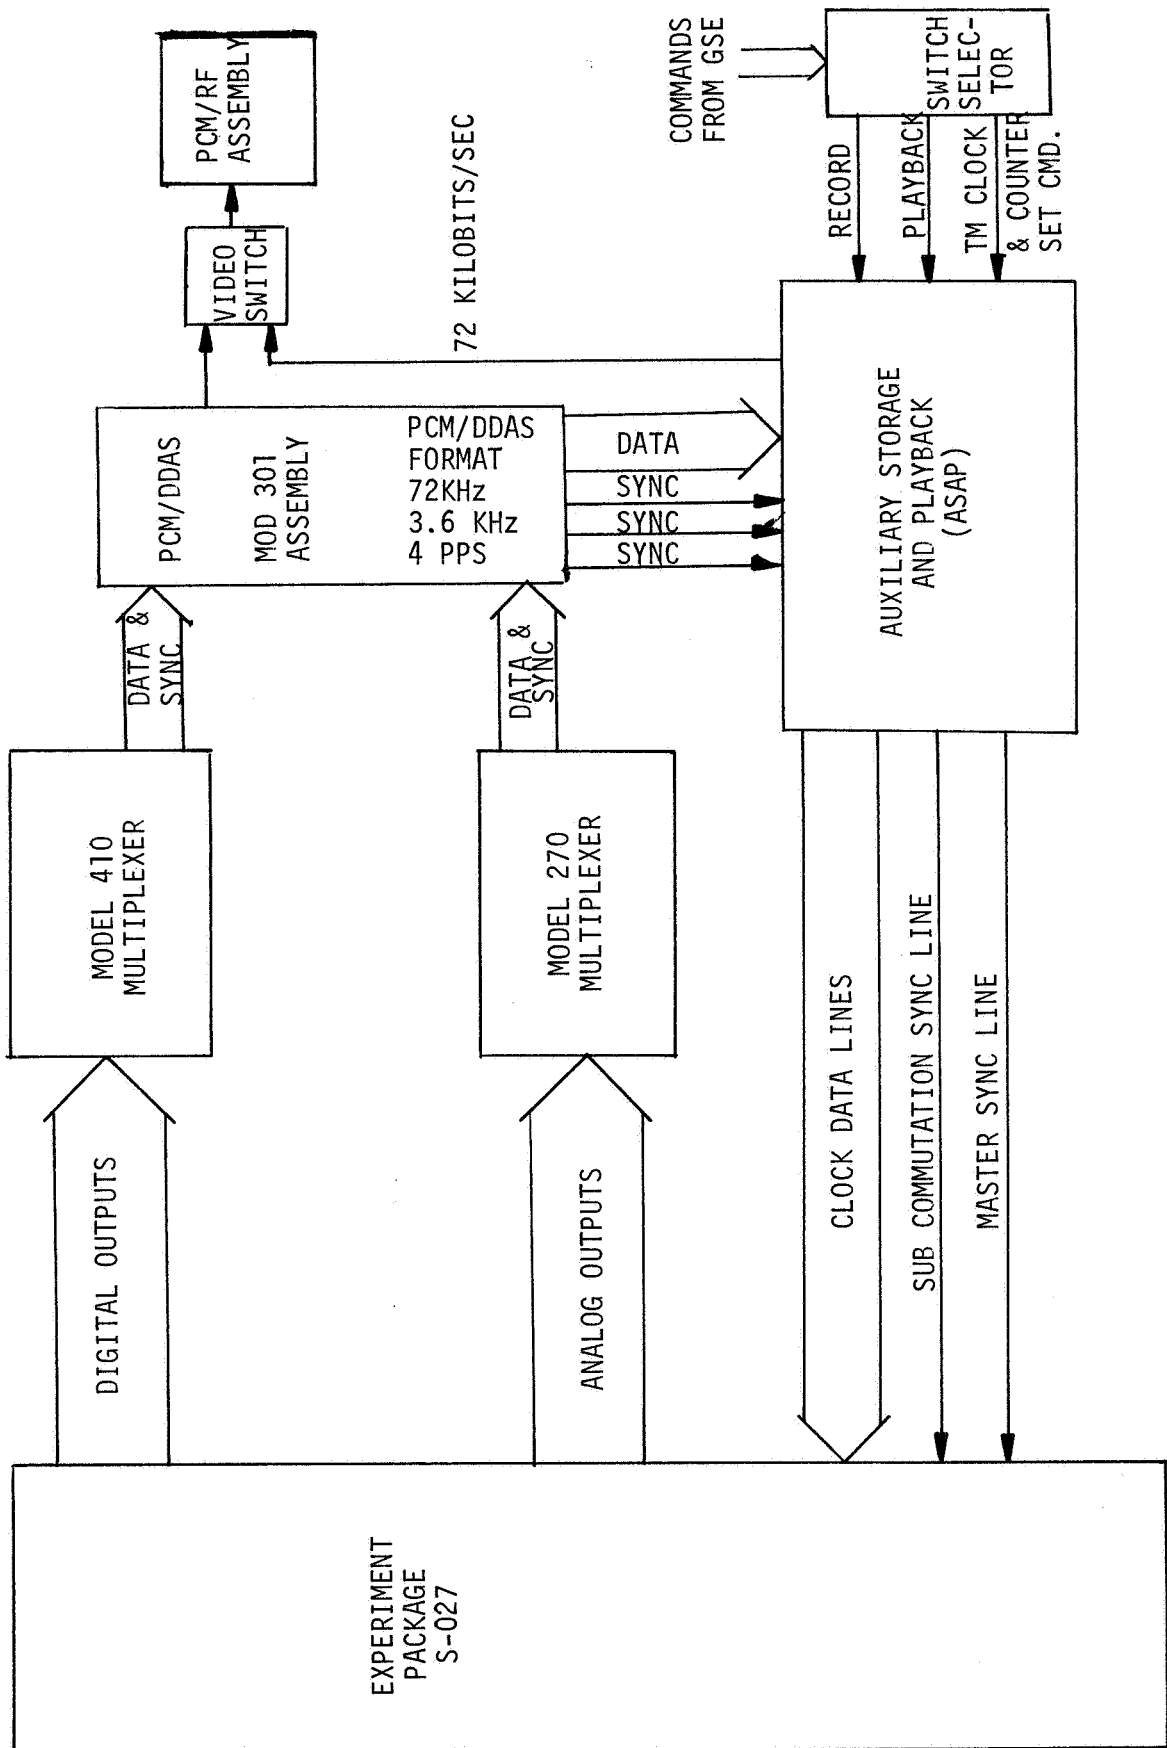 EXPERIMENT
PACKAGE
S-027
DIGITAL OUTPUTS
ANALOG OUTPUTS
CLOCK DATA LINES
SUB COMMUTATION SYNC LINE
MASTER SYNC LINE
MODEL 410
MULTIPLEXER
MODEL 270
MULTIPLEXER
DATA &
SYNC
DATA &
SYNC
PCM/DDAS
MOD 301
ASSEMBLY
PCM/DDAS
FORMAT
72KHz
3.6 KHz
4 PPS
DATA
SYNC
SYNC
SYNC
AUXILIARY STORAGE
AND PLAYBACK
(ASAP)
72 KILOBITS/SEC
VIDEO
SWITCH
PCM/RF
ASSEMBLY
RECORD
PLAYBACK
TM CLOCK
& COUNTER
SET CMD.
COMMANDS
FROM GSE
SWITCH
SELEC-
TOR